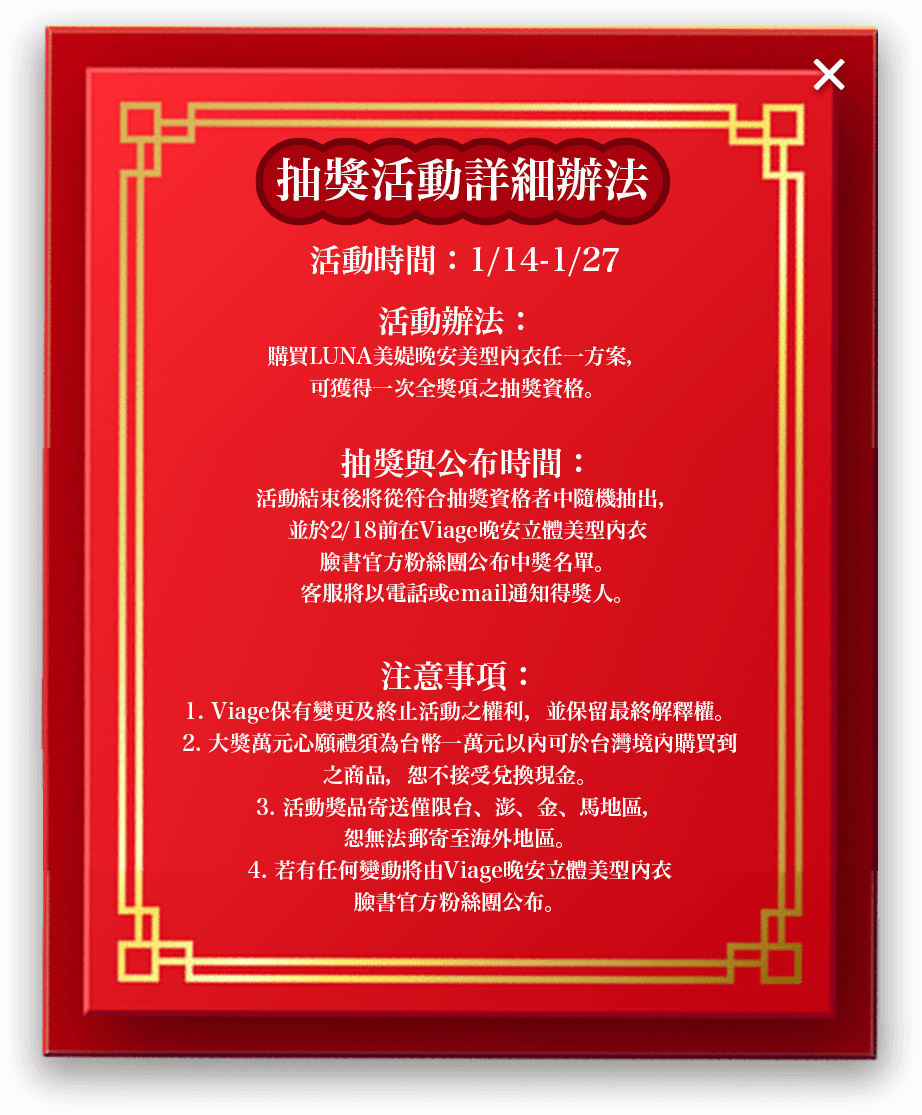 抽獎活動詳細辦法
活動時間：1/14-1/27
活動辦法：
購買LUNA美媞晚安美型內衣任一方案，
可獲得一次全獎項之抽獎資格。
抽獎與公布時間：
活動結束後將從符合抽獎資格者中隨機抽出，
並於2/18前在Viage晚安立體美型內衣
臉書官方粉絲團公布中獎名單。
客服將以電話或email通知得獎人。
注意事項：
1. Viage保有變更及終止活動之權利，並保留最終解釋權。
2. 大獎萬元心願禮須為台幣一萬元以內可於台灣境內購買到
之商品，恕不接受兌換現金。
3. 活動獎品寄送僅限台、澎、金、馬地區，
恕無法郵寄至海外地區。
4. 若有任何變動將由Viage晚安立體美型內衣
臉書官方粉絲團公布。